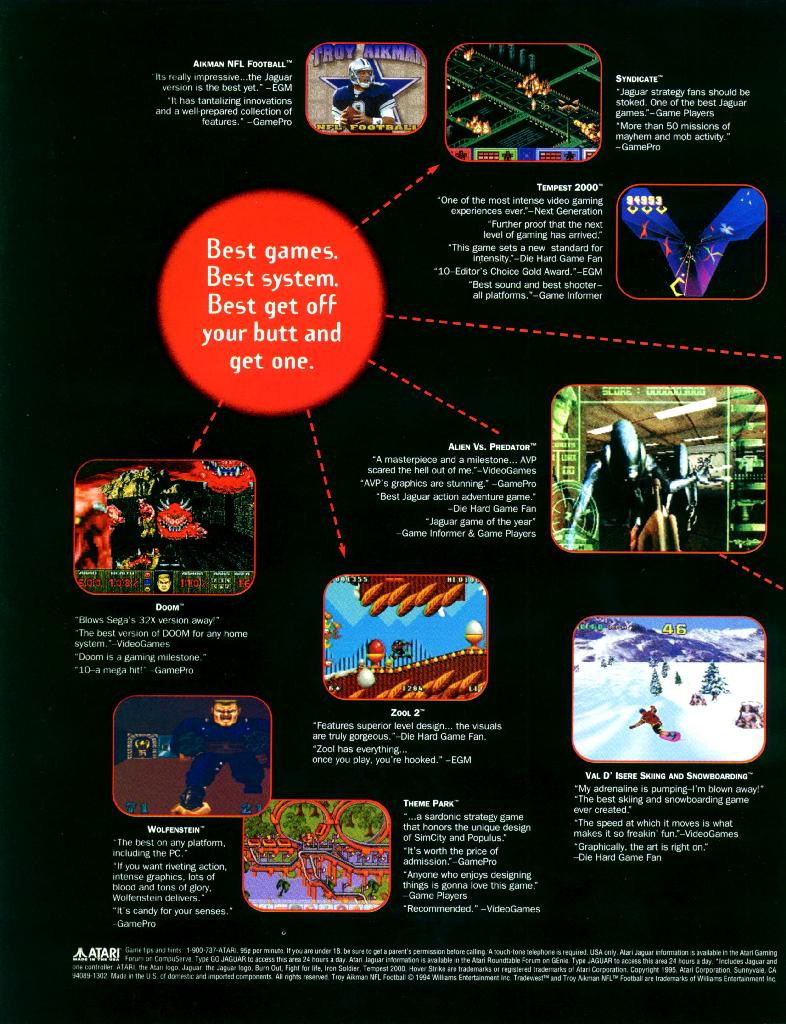 AIKMAN NFL FOOTBALL™
"Its really impressive...the Jaguar
version is the best yet." –EGM
"It has tantalizing innovations
and a well-prepared collection of
features." –GamePro
TROY AIKMAN
NFL FOOTBALL
SYNDICATE™
"Jaguar strategy fans should be
stoked. One of the best Jaguar
games."–Game Players
"More than 50 missions of
mayhem and mob activity."
–GamePro
TEMPEST 2000™
"One of the most intense video gaming
experiences ever."–Next Generation
"Further proof that the next
level of gaming has arrived."
"This game sets a new standard for
intensity."–Die Hard Game Fan
"10–Editor's Choice Gold Award."–EGM
"Best sound and best shooter–
all platforms."–Game Informer
94953
Best games.
Best system.
Best get off
your butt and
get one.
ALIEN VS. PREDATOR™
"A masterpiece and a milestone... AVP
scared the hell out of me."–VideoGames
"AVP's graphics are stunning." –GamePro
"Best Jaguar action adventure game."
–Die Hard Game Fan
"Jaguar game of the year"
–Game Informer & Game Players
SCORE: 0000003000
DOOM™
"Blows Sega's 32X version away!"
"The best version of DOOM for any home
system."–VideoGames
"Doom is a gaming milestone."
"10–a mega hit!" –GamePro
ZOOL 2™
"Features superior level design... the visuals
are truly gorgeous."–Die Hard Game Fan.
"Zool has everything...
once you play, you're hooked." –EGM
46
VAL D' ISERE SKIING AND SNOWBOARDING™
"My adrenaline is pumping–I'm blown away!"
"The best skiing and snowboarding game
ever created."
"The speed at which it moves is what
makes it so freakin' fun."–VideoGames
"Graphically, the art is right on."
–Die Hard Game Fan
71 21
WOLFENSTEIN™
"The best on any platform,
including the PC."
"If you want riveting action,
intense graphics, lots of
blood and tons of glory,
Wolfenstein delivers."
"It's candy for your senses."
–GamePro
THEME PARK™
"...a sardonic strategy game
that honors the unique design
of SimCity and Populus."
"It's worth the price of
admission."–GamePro
"Anyone who enjoys designing
things is gonna love this game."
–Game Players
"Recommended." –VideoGames
ATARI
MADE IN THE USA
Game tips and hints: 1-900-737-ATARI. 95¢ per minute. If you are under 18, be sure to get a parent's permission before calling. A touch-tone telephone is required. USA only. Atari Jaguar information is available in the Atari Gaming
Forum on CompuServe. Type GO JAGUAR to access this area 24 hours a day. Atari Jaguar information is available in the Atari Roundtable Forum on GEnie. Type JAGUAR to access this area 24 hours a day. *Includes Jaguar and
one controller. ATARI, the Atari logo, Jaguar, the Jaguar logo, Burn Out, Fight for life, Iron Soldier, Tempest 2000, Hover Strike are trademarks or registered trademarks of Atari Corporation. Copyright 1995, Atari Corporation, Sunnyvale, CA
94089-1302. Made in the U.S. of domestic and imported components. All rights reserved. Troy Aikman NFL Football © 1994 Williams Entertainment Inc. Tradewest™ and Troy Aikman NFL™ Football are trademarks of Williams Entertainment Inc.